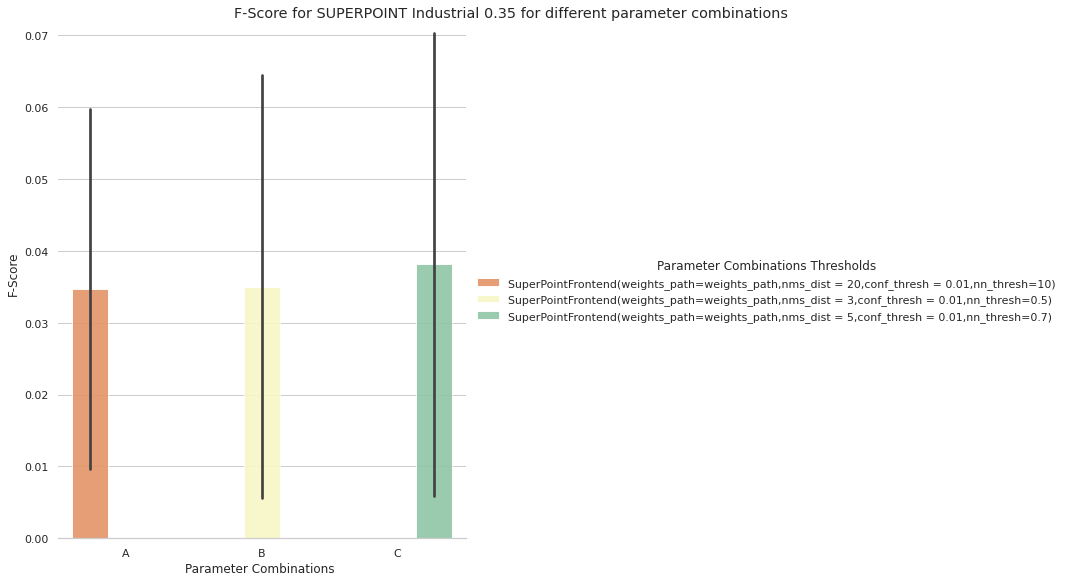 F-Score for SUPERPOINT Industrial 0.35 for different parameter combinations
0.07
0.06
0.05
0.04
0.03
0.02
0.01
0.00
F-Score
A
B
C
Parameter Combinations
Parameter Combinations Thresholds
SuperPointFrontend(weights_path=weights_path,nms_dist = 20,conf_thresh = 0.01,nn_thresh=10)
SuperPointFrontend(weights_path=weights_path,nms_dist = 3,conf_thresh = 0.01,nn_thresh=0.5)
SuperPointFrontend(weights_path=weights_path,nms_dist = 5,conf_thresh = 0.01,nn_thresh=0.7)